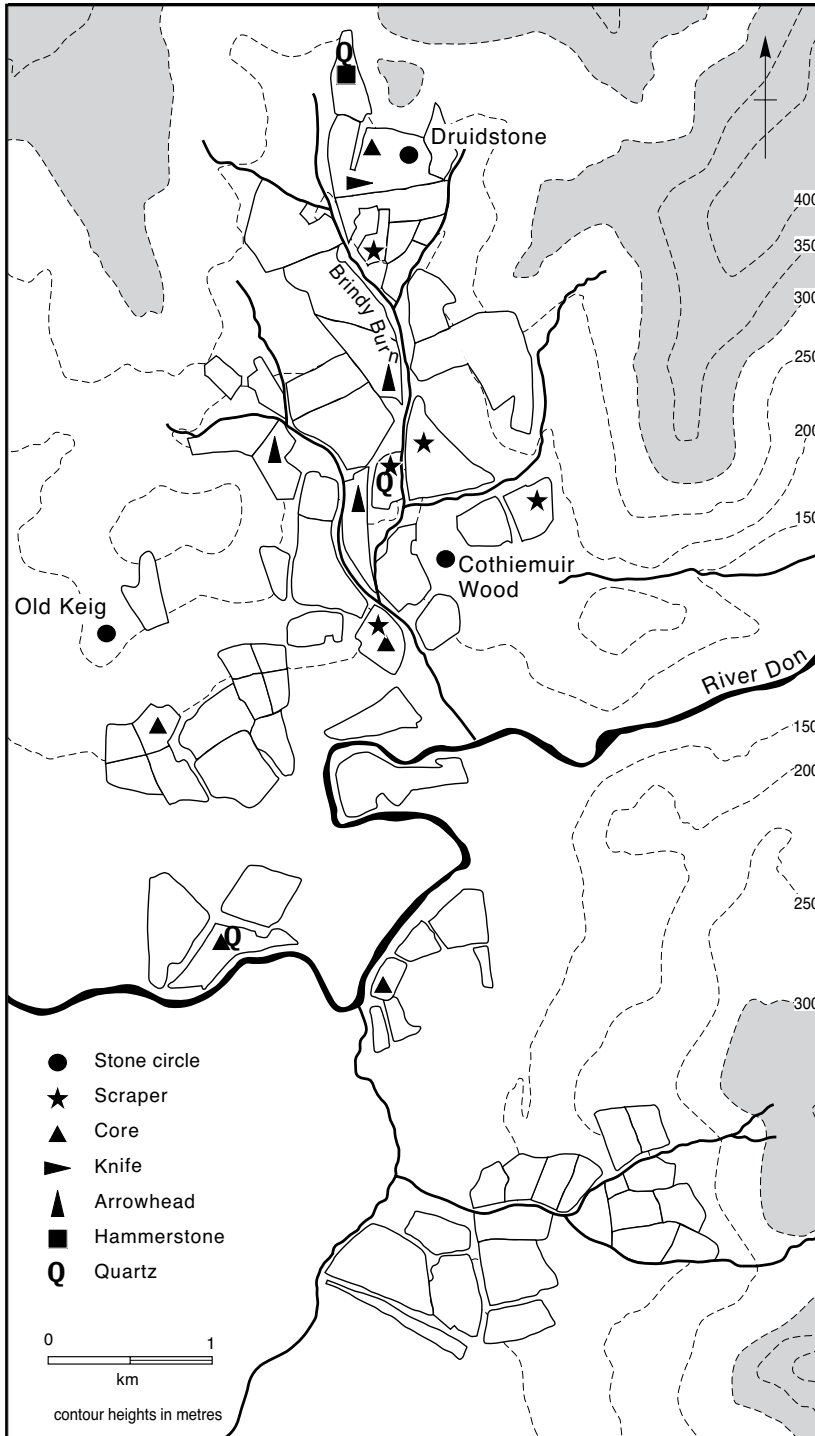 Q
Druidstone
400
350
300
250
200
150
Brindy Burn
Q
Cothiemuir
Wood
Old Keig
River Don
150
200
250
300
Q
Stone circle
Scraper
Core
Knife
Arrowhead
Hammerstone
Q Quartz
0 1
km
contour heights in metres